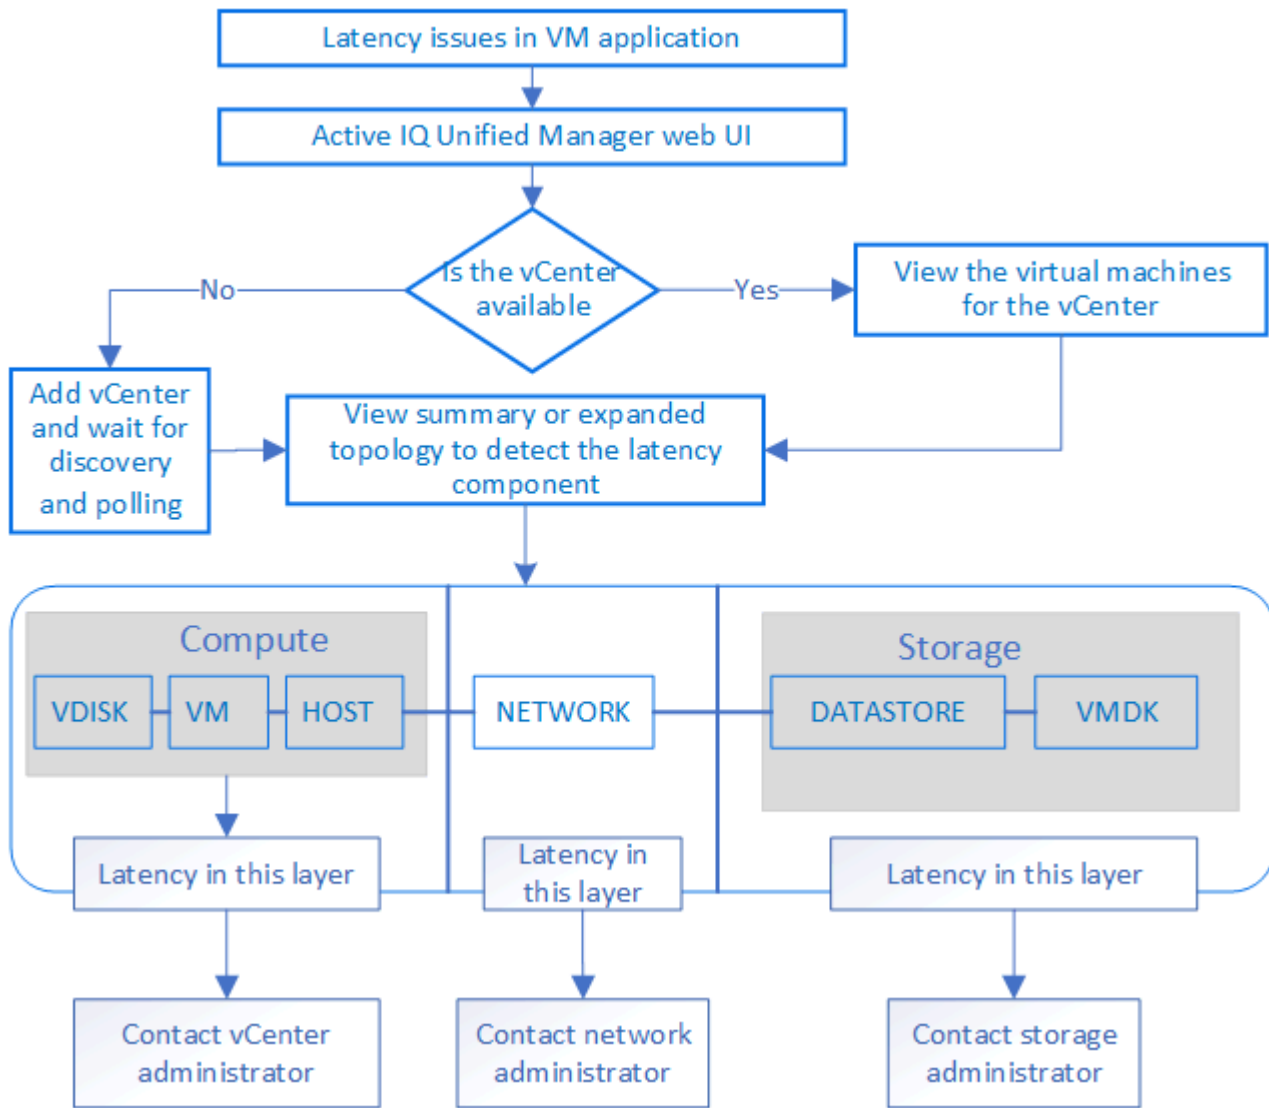 Latency issues in VM application
Active IQ Unified Manager web UI
Is the vCenter
available
No
Yes
View the virtual machines
for the vCenter
Add vCenter
and wait for
discovery
and polling
View summary or expanded
topology to detect the latency
component
Compute
VDISK
VM
HOST
NETWORK
Storage
DATASTORE
VMDK
Latency in this layer
Latency in
this layer
Latency in this layer
Contact vCenter
administrator
Contact network
administrator
Contact storage
administrator